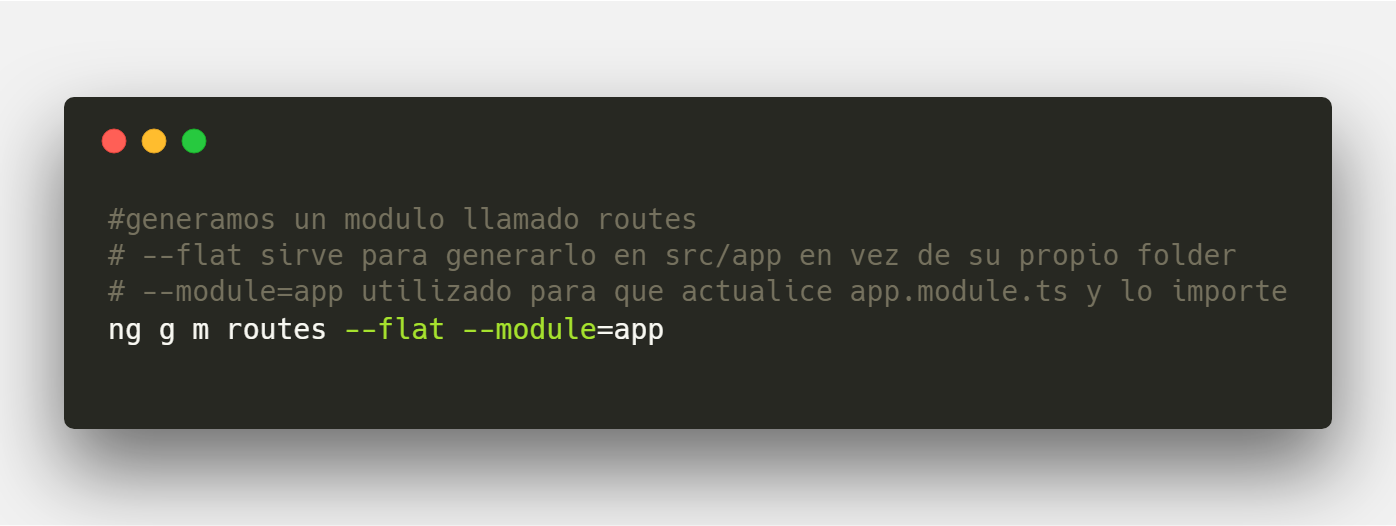 #generamos un modulo llamado routes
# --flat sirve para generarlo en src/app en vez de su propio folder
# --module=app utilizado para que actualice app.module.ts y lo importe
ng g m routes --flat --module=app